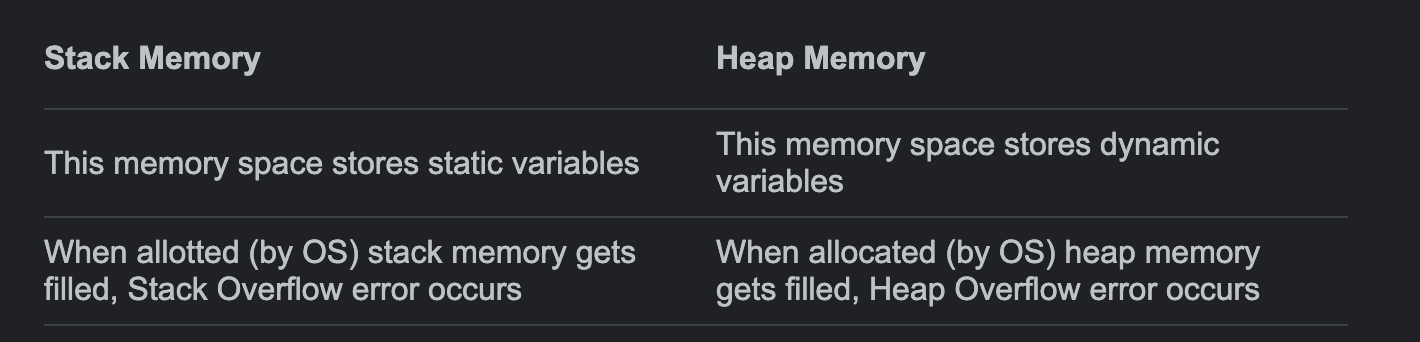 Stack Memory
Heap Memory
This memory space stores static variables
This memory space stores dynamic
variables
When allotted (by OS) stack memory gets
filled, Stack Overflow error occurs
When allocated (by OS) heap memory
gets filled, Heap Overflow error occurs